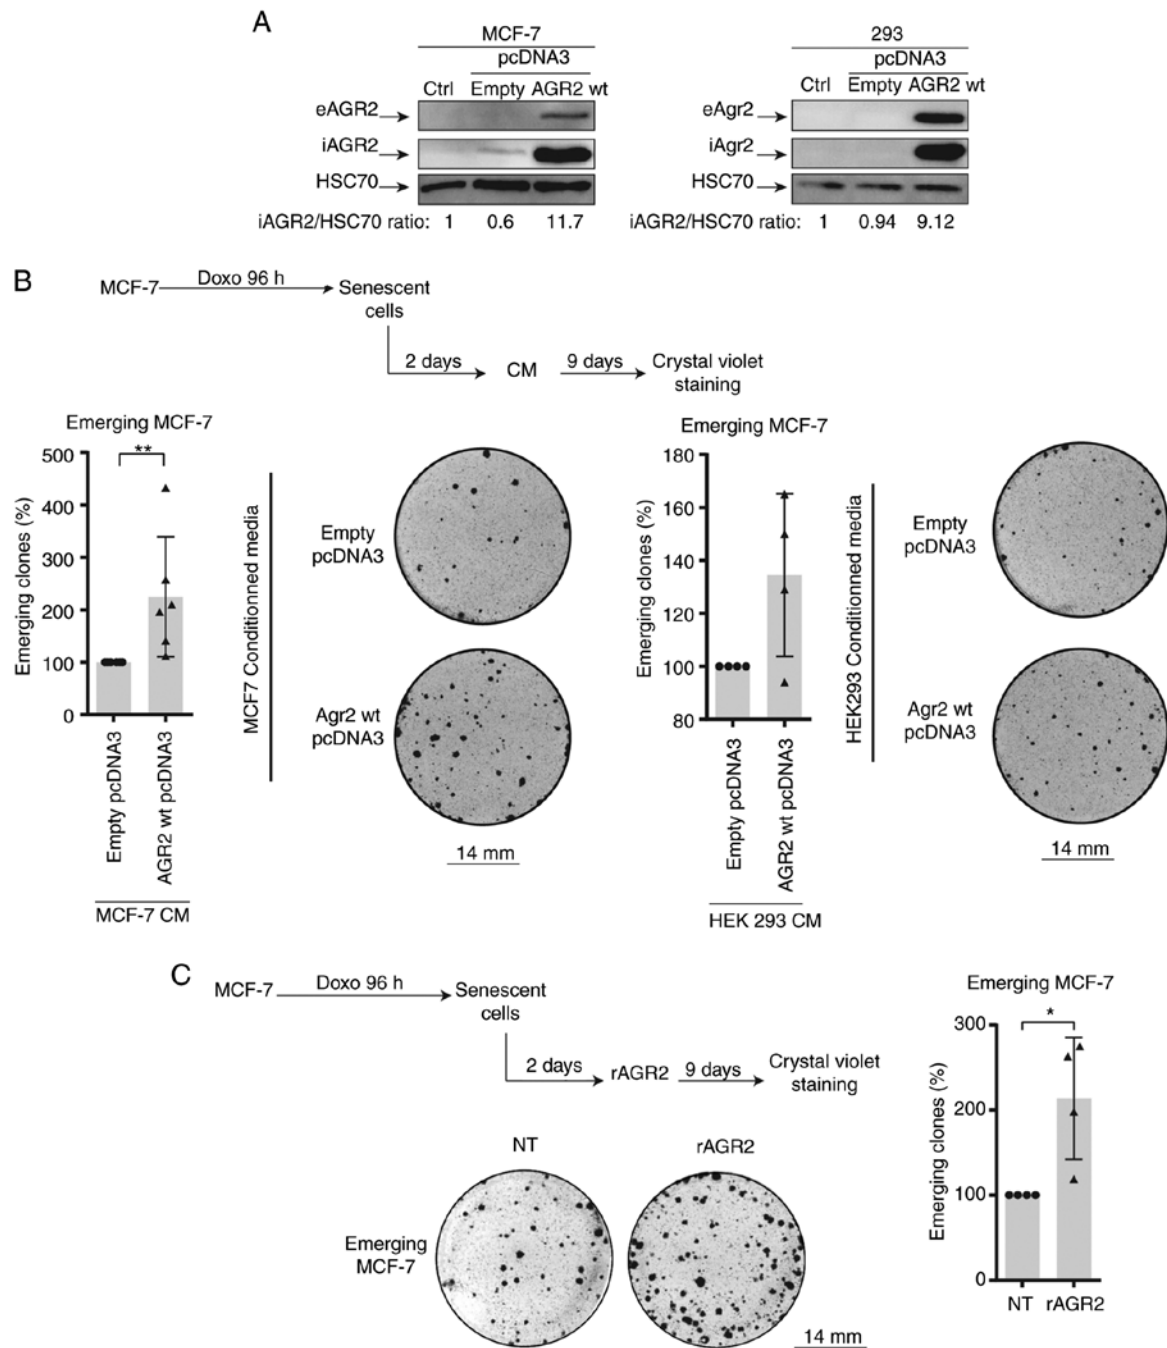 A
MCF-7
pcDNA3
Ctrl Empty AGR2 wt
eAGR2
iAGR2
HSC70
iAGR2/HSC70 ratio: 1 0.6 11.7
293
pcDNA3
Ctrl Empty AGR2 wt
eAgr2
iAgr2
HSC70
iAGR2/HSC70 ratio: 1 0.94 9.12
B
MCF-7 Doxo 96 h Senescent
cells
2 days CM 9 days Crystal violet
staining
Emerging MCF-7
**
Emerging clones (%)
500
400
300
200
100
0
Empty pcDNA3
AGR2 wt pcDNA3
MCF-7 CM
MCF7 Conditionned media
Empty
pcDNA3
Agr2 wt
pcDNA3
14 mm
Emerging MCF-7
Emerging clones (%)
180
160
140
120
100
80
Empty pcDNA3
AGR2 wt pcDNA3
HEK 293 CM
HEK293 Conditionned media
Empty
pcDNA3
Agr2 wt
pcDNA3
14 mm
C
MCF-7 Doxo 96 h Senescent
cells
2 days rAGR2 9 days Crystal violet
staining
NT rAGR2
Emerging
MCF-7
14 mm
Emerging MCF-7
*
Emerging clones (%)
300
200
100
0
NT rAGR2